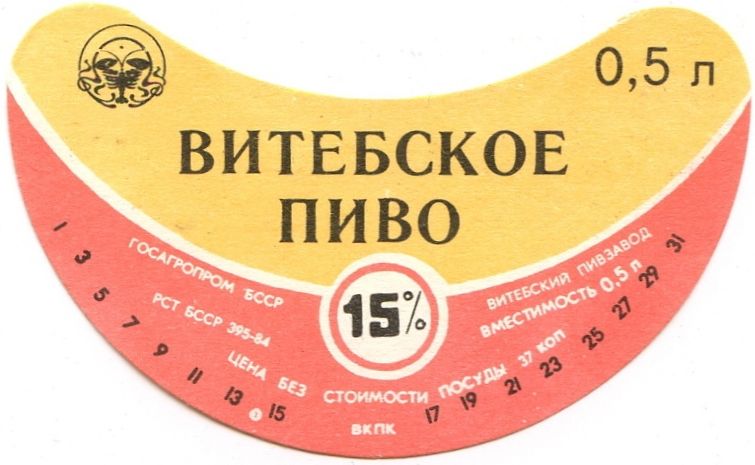 0,5 л
ВИТЕБСКОЕ
ПИВО
ГОСАГРОПРОМ БССР
РСТ БССР 395-84
15%
ВИТЕБСКИЙ ПИВЗАВОД
ВМЕСТИМОСТЬ 0,5 л
ЦЕНА БЕЗ СТОИМОСТИ ПОСУДЫ 37 КОП
1 3 5 7 9 11 13 15 17 19 21 23 25 27 29 31
ВКПК